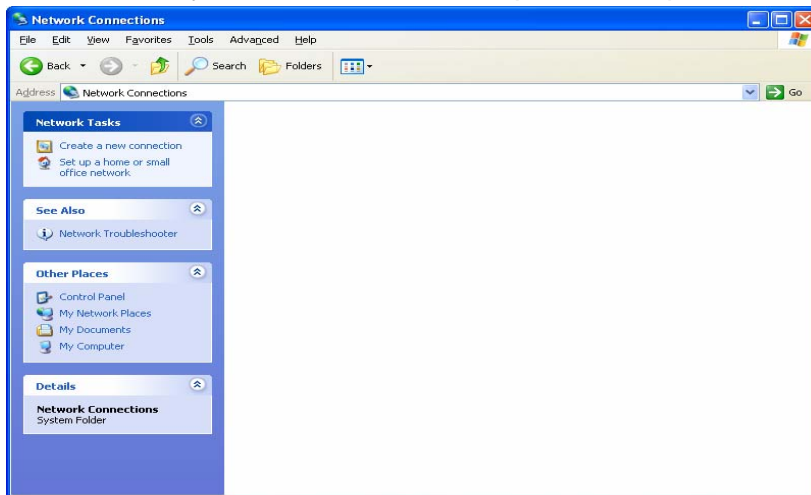 Network Connections
File Edit View Favorites Tools Advanced Help
Back Search Folders
Address Network Connections Go
Network Tasks
Create a new connection
Set up a home or small
office network
See Also
Network Troubleshooter
Other Places
Control Panel
My Network Places
My Documents
My Computer
Details
Network Connections
System Folder